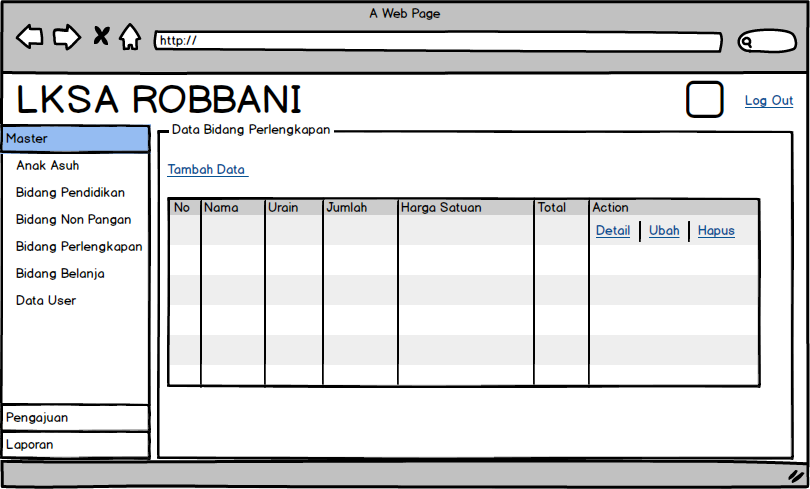 A Web Page
http://
LKSA ROBBANI
Log Out
Master
Anak Asuh
Bidang Pendidikan
Bidang Non Pangan
Bidang Perlengkapan
Bidang Belanja
Data User
Pengajuan
Laporan
Data Bidang Perlengkapan
Tambah Data
No Nama Urain Jumlah Harga Satuan Total Action
Detail Ubah Hapus